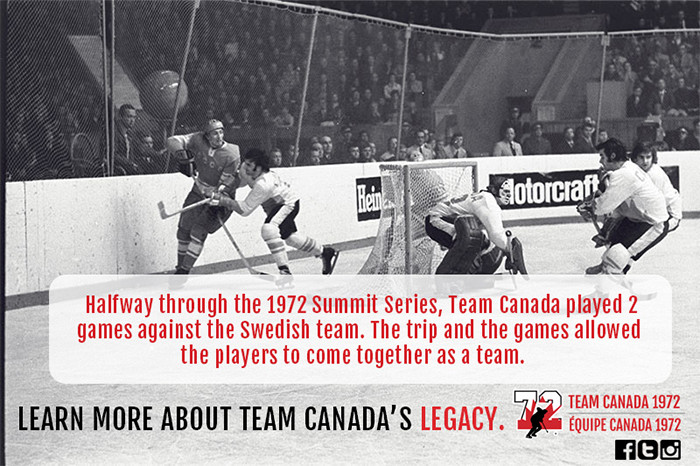 Hein
Motorcraft
Halfway through the 1972 Summit Series, Team Canada played 2
games against the Swedish team. The trip and the games allowed
the players to come together as a team.
LEARN MORE ABOUT TEAM CANADA'S LEGACY.
72
TEAM CANADA 1972
ÉQUIPE CANADA 1972